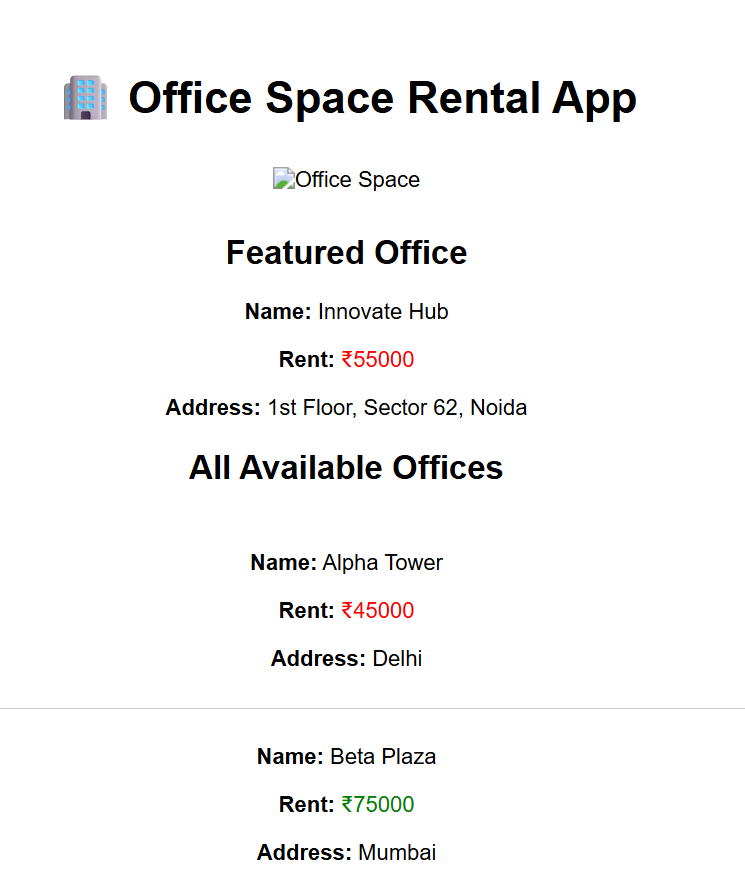 Office Space Rental App
Office Space
Featured Office
Name: Innovate Hub
Rent: ₹55000
Address: 1st Floor, Sector 62, Noida
All Available Offices
Name: Alpha Tower
Rent: ₹45000
Address: Delhi
Name: Beta Plaza
Rent: ₹75000
Address: Mumbai